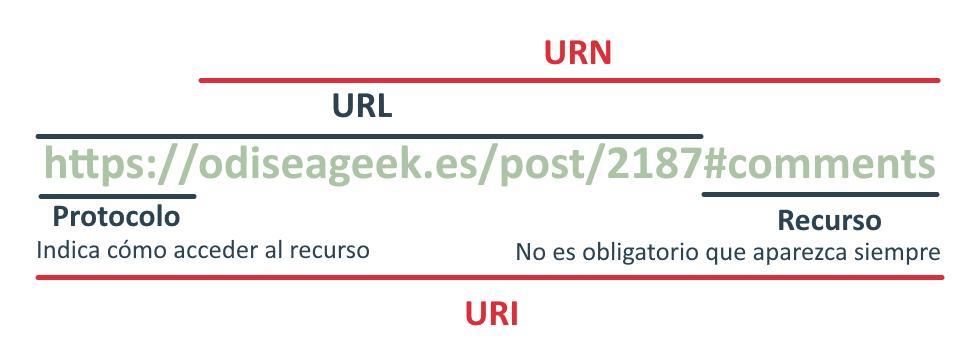 URN
URL
https://odiseageek.es/post/2187#comments
Protocolo
Indica cómo acceder al recurso
Recurso
No es obligatorio que aparezca siempre
URI